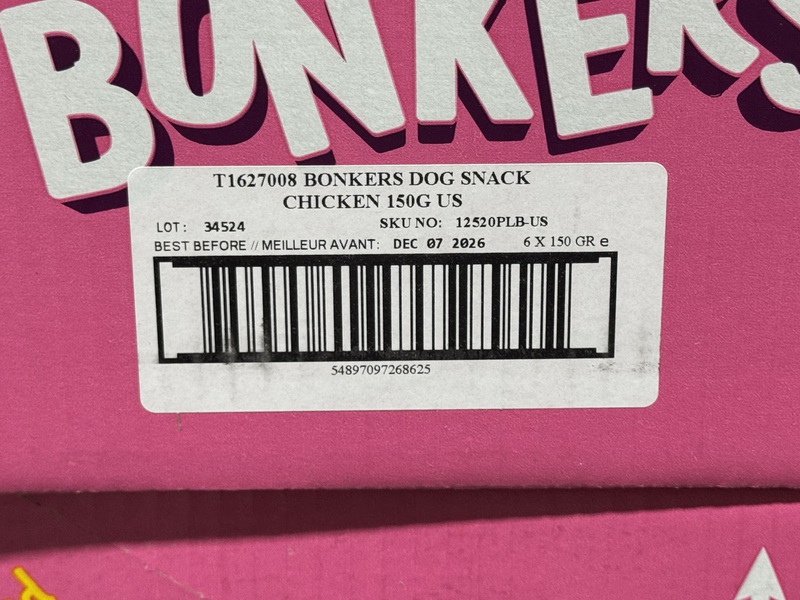 BONKERS
T1627008 BONKERS DOG SNACK
CHICKEN 150G US
LOT: 34524 SKU NO: 12520PLB-US
BEST BEFORE // MEILLEUR AVANT: DEC 07 2026 6 X 150 GR e
54897097268625